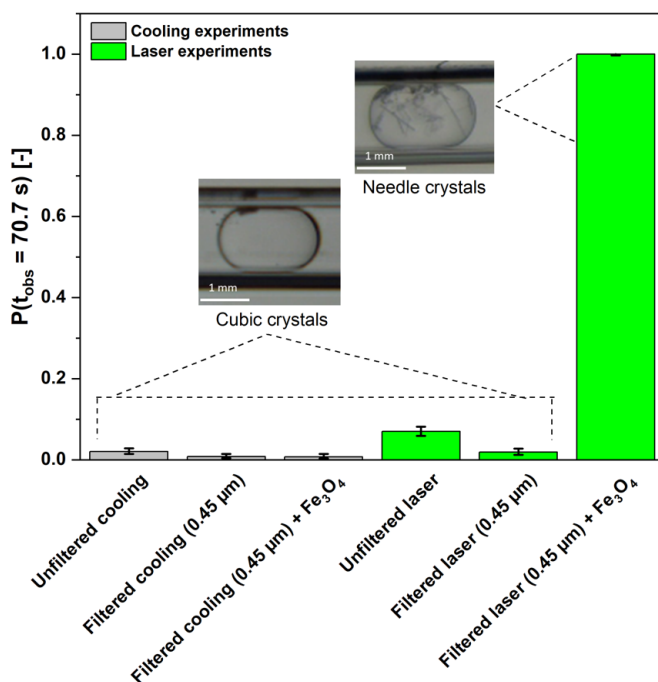 Cooling experiments
Laser experiments
P(t_obs = 70.7 s) [-]
1.0
0.8
0.6
0.4
0.2
0.0
1 mm
Needle crystals
1 mm
Cubic crystals
Unfiltered cooling
Filtered cooling (0.45 µm)
Filtered cooling (0.45 µm) + Fe₃O₄
Unfiltered laser
Filtered laser (0.45 µm)
Filtered laser (0.45 µm) + Fe₃O₄